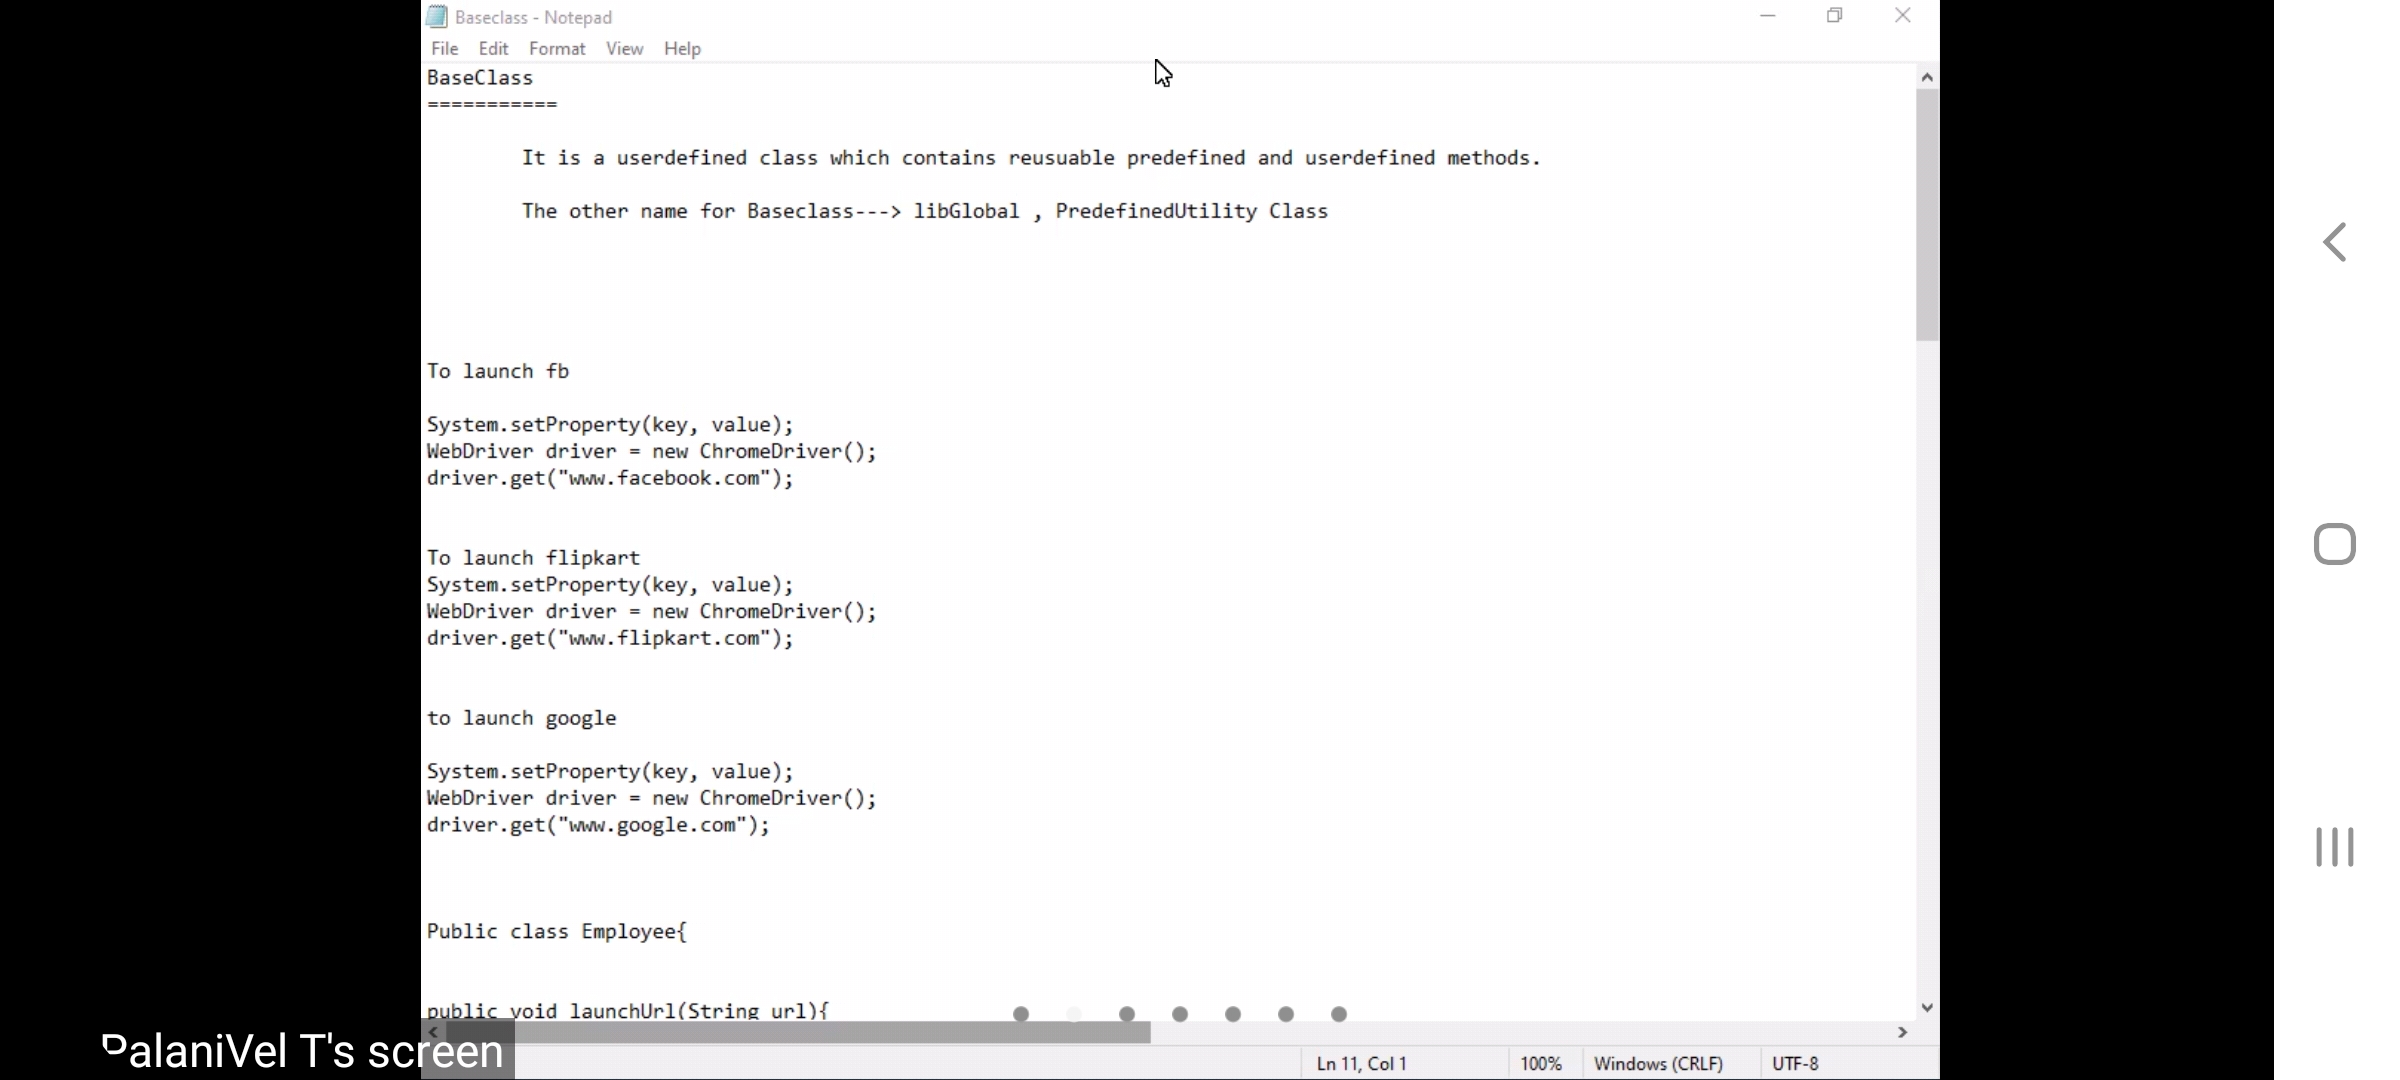 Baseclass - Notepad
File Edit Format View Help
BaseClass
===========
It is a userdefined class which contains reusuable predefined and userdefined methods.
The other name for Baseclass---> libGlobal , PredefinedUtility Class
To launch fb
System.setProperty(key, value);
WebDriver driver = new ChromeDriver();
driver.get("www.facebook.com");
To launch flipkart
System.setProperty(key, value);
WebDriver driver = new ChromeDriver();
driver.get("www.flipkart.com");
to launch google
System.setProperty(key, value);
WebDriver driver = new ChromeDriver();
driver.get("www.google.com");
Public class Employee{
public void launchUrl(String url){
PalaniVel T's screen
Ln 11, Col 1 100% Windows (CRLF) UTF-8